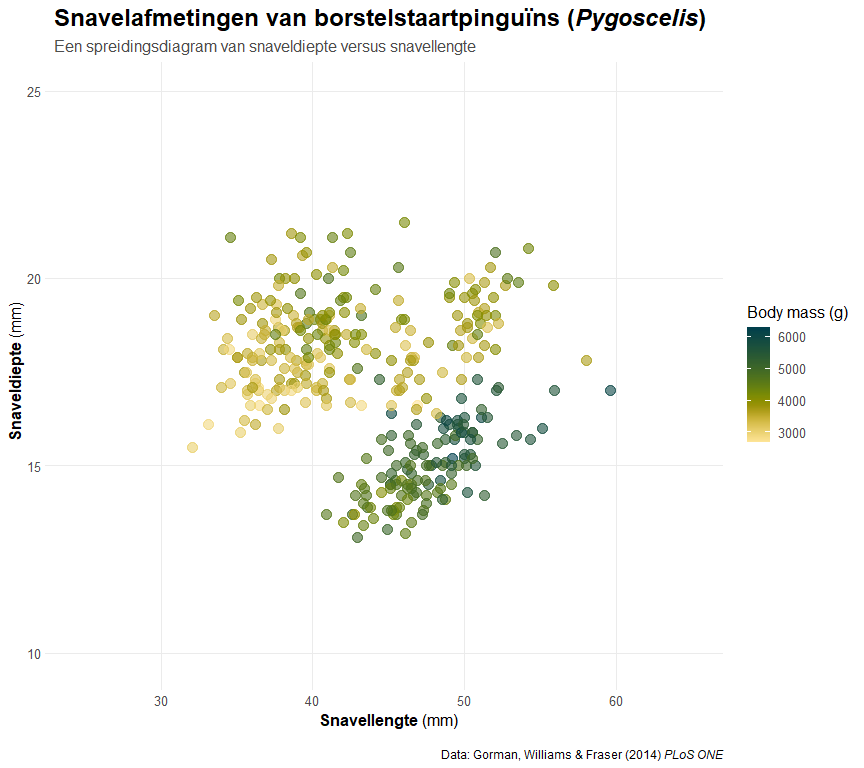 Snavelafmetingen van borstelstaartpinguïns (Pygoscelis)
Een spreidingsdiagram van snaveldiepte versus snavellengte
25
20
15
10
Snaveldiepte (mm)
30 40 50 60
Snavellengte (mm)
Body mass (g)
6000
5000
4000
3000
Data: Gorman, Williams & Fraser (2014) PLoS ONE